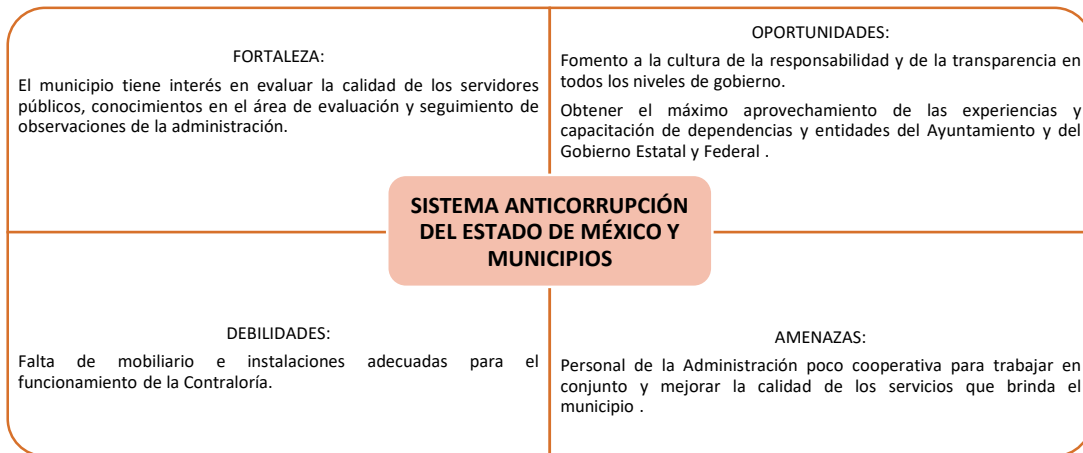 FORTALEZA:
El municipio tiene interés en evaluar la calidad de los servidores
públicos, conocimientos en el área de evaluación y seguimiento de
observaciones de la administración.
OPORTUNIDADES:
Fomento a la cultura de la responsabilidad y de la transparencia en
todos los niveles de gobierno.
Obtener el máximo aprovechamiento de las experiencias y
capacitación de dependencias y entidades del Ayuntamiento y del
Gobierno Estatal y Federal .
SISTEMA ANTICORRUPCIÓN
DEL ESTADO DE MÉXICO Y
MUNICIPIOS
DEBILIDADES:
Falta de mobiliario e instalaciones adecuadas para el
funcionamiento de la Contraloría.
AMENAZAS:
Personal de la Administración poco cooperativa para trabajar en
conjunto y mejorar la calidad de los servicios que brinda el
municipio .